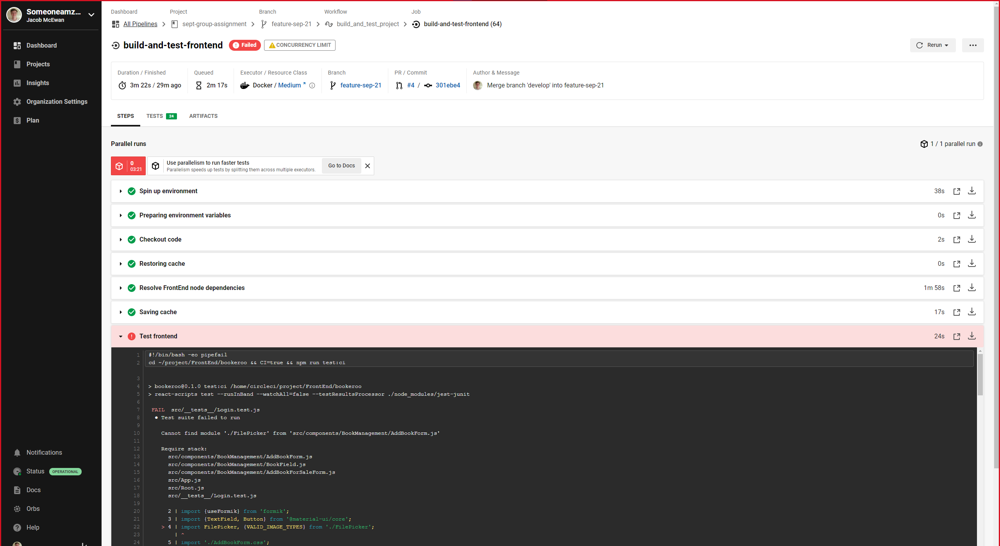 Someoneamz...
Jacob McEwan
Dashboard
Projects
Insights
Organization Settings
Plan
Notifications
Status OPERATIONAL
Docs
Orbs
Help
Dashboard Project Branch Workflow Job
All Pipelines sept-group-assignment feature-sep-21 build_and_test_project build-and-test-frontend (64)
build-and-test-frontend Failed CONCURRENCY LIMIT Rerun
Duration / Finished Queued Executor / Resource Class Branch PR / Commit Author & Message
3m 22s / 29m ago 2m 17s Docker / Medium feature-sep-21 #4 / 301ebe4 Merge branch 'develop' into feature-sep-21
STEPS TESTS 24 ARTIFACTS
Parallel runs 1 / 1 parallel run
0
03:21
Use parallelism to run faster tests
Parallelism speeds up tests by splitting them across multiple executors.
Go to Docs
Spin up environment 38s
Preparing environment variables 0s
Checkout code 2s
Restoring cache 0s
Resolve FrontEnd node dependencies 1m 58s
Saving cache 17s
Test frontend 24s
1 #!/bin/bash -eo pipefail
2 cd ~/project/FrontEnd/bookeroo && CI=true && npm run test:ci
3
4 > bookeroo@0.1.0 test:ci /home/circleci/project/FrontEnd/bookeroo
5 > react-scripts test --runInBand --watchAll=false --testResultsProcessor ./node_modules/jest-junit
6
7 FAIL src/__tests__/Login.test.js
8 ● Test suite failed to run
9
10 Cannot find module './FilePicker' from 'src/components/BookManagement/AddBookForm.js'
11
12 Require stack:
13 src/components/BookManagement/AddBookForm.js
14 src/components/BookManagement/BookField.js
15 src/components/BookManagement/AddBookForSaleForm.js
16 src/App.js
17 src/Root.js
18 src/__tests__/Login.test.js
19
20 2 | import {useFormik} from 'formik';
21 3 | import {TextField, Button} from '@material-ui/core';
22 > 4 | import FilePicker, {VALID_IMAGE_TYPES} from './FilePicker';
23 | ^
24 5 | import './AddBookForm.css';